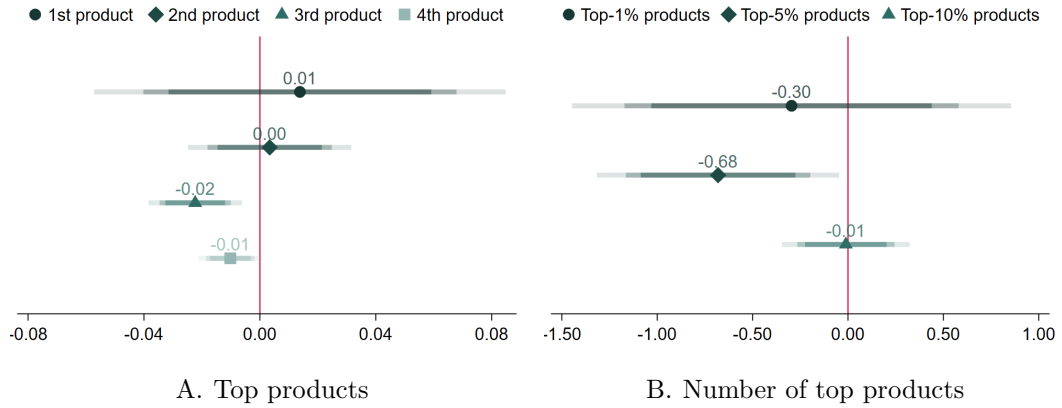 1st product 2nd product 3rd product 4th product
0.01
0.00
-0.02
-0.01
-0.08 -0.04 0.00 0.04 0.08
A. Top products
Top-1% products Top-5% products Top-10% products
-0.30
-0.68
-0.01
-1.50 -1.00 -0.50 0.00 0.50 1.00
B. Number of top products